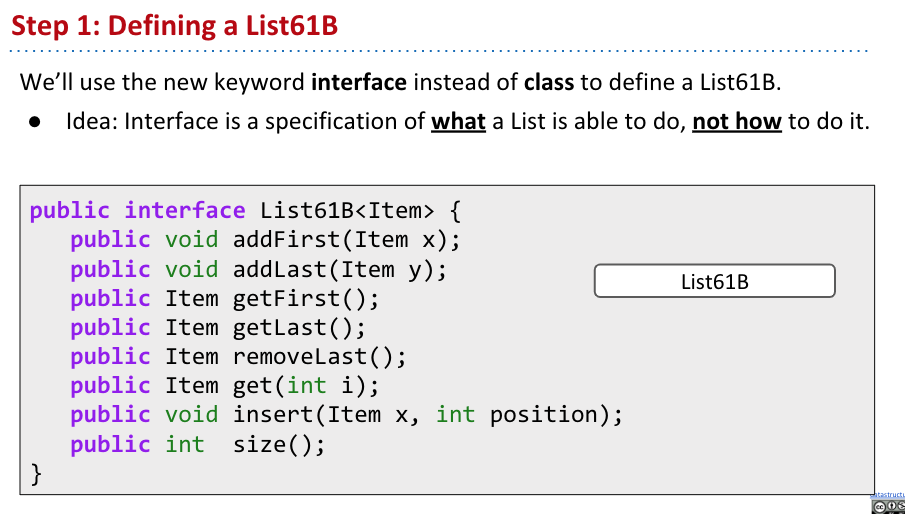 Step 1: Defining a List61B
We’ll use the new keyword interface instead of class to define a List61B.
● Idea: Interface is a specification of what a List is able to do, not how to do it.
public interface List61B<Item> {
   public void addFirst(Item x);
   public void addLast(Item y);
   public Item getFirst();
   public Item getLast();
   public Item removeLast();
   public Item get(int i);
   public void insert(Item x, int position);
   public int  size();
}
List61B